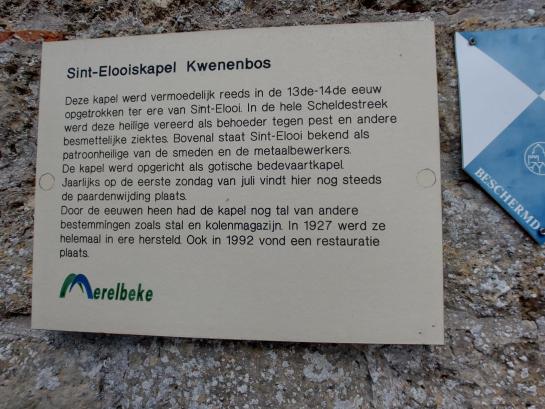 Sint-Elooiskapel Kwenenbos
Deze kapel werd vermoedelijk reeds in de 13de-14de eeuw
opgetrokken ter ere van Sint-Elooi. In de hele Scheldestreek
werd deze heilige vereerd als behoeder tegen pest en andere
besmettelijke ziektes. Bovenal staat Sint-Elooi bekend als
patroonheilige van de smeden en de metaalbewerkers.
De kapel werd opgericht als gotische bedevaartkapel.
Jaarlijks op de eerste zondag van juli vindt hier nog steeds
de paardenwijding plaats.
Door de eeuwen heen had de kapel nog tal van andere
bestemmingen zoals stal en kolenmagazijn. In 1927 werd ze
helemaal in ere hersteld. Ook in 1992 vond een restauratie
plaats.
Merelbeke
BESCHERMD